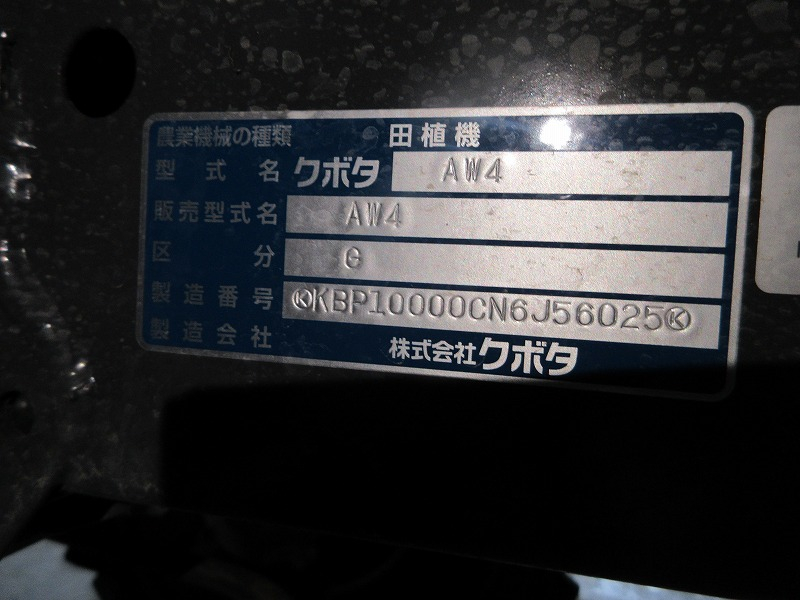 農業機械の種類 田植機
型式名 クボタ AW4
販売型式名 AW4
区分 G
製造番号 ⓀKBP10000CN6J56025Ⓚ
製造会社 株式会社クボタ